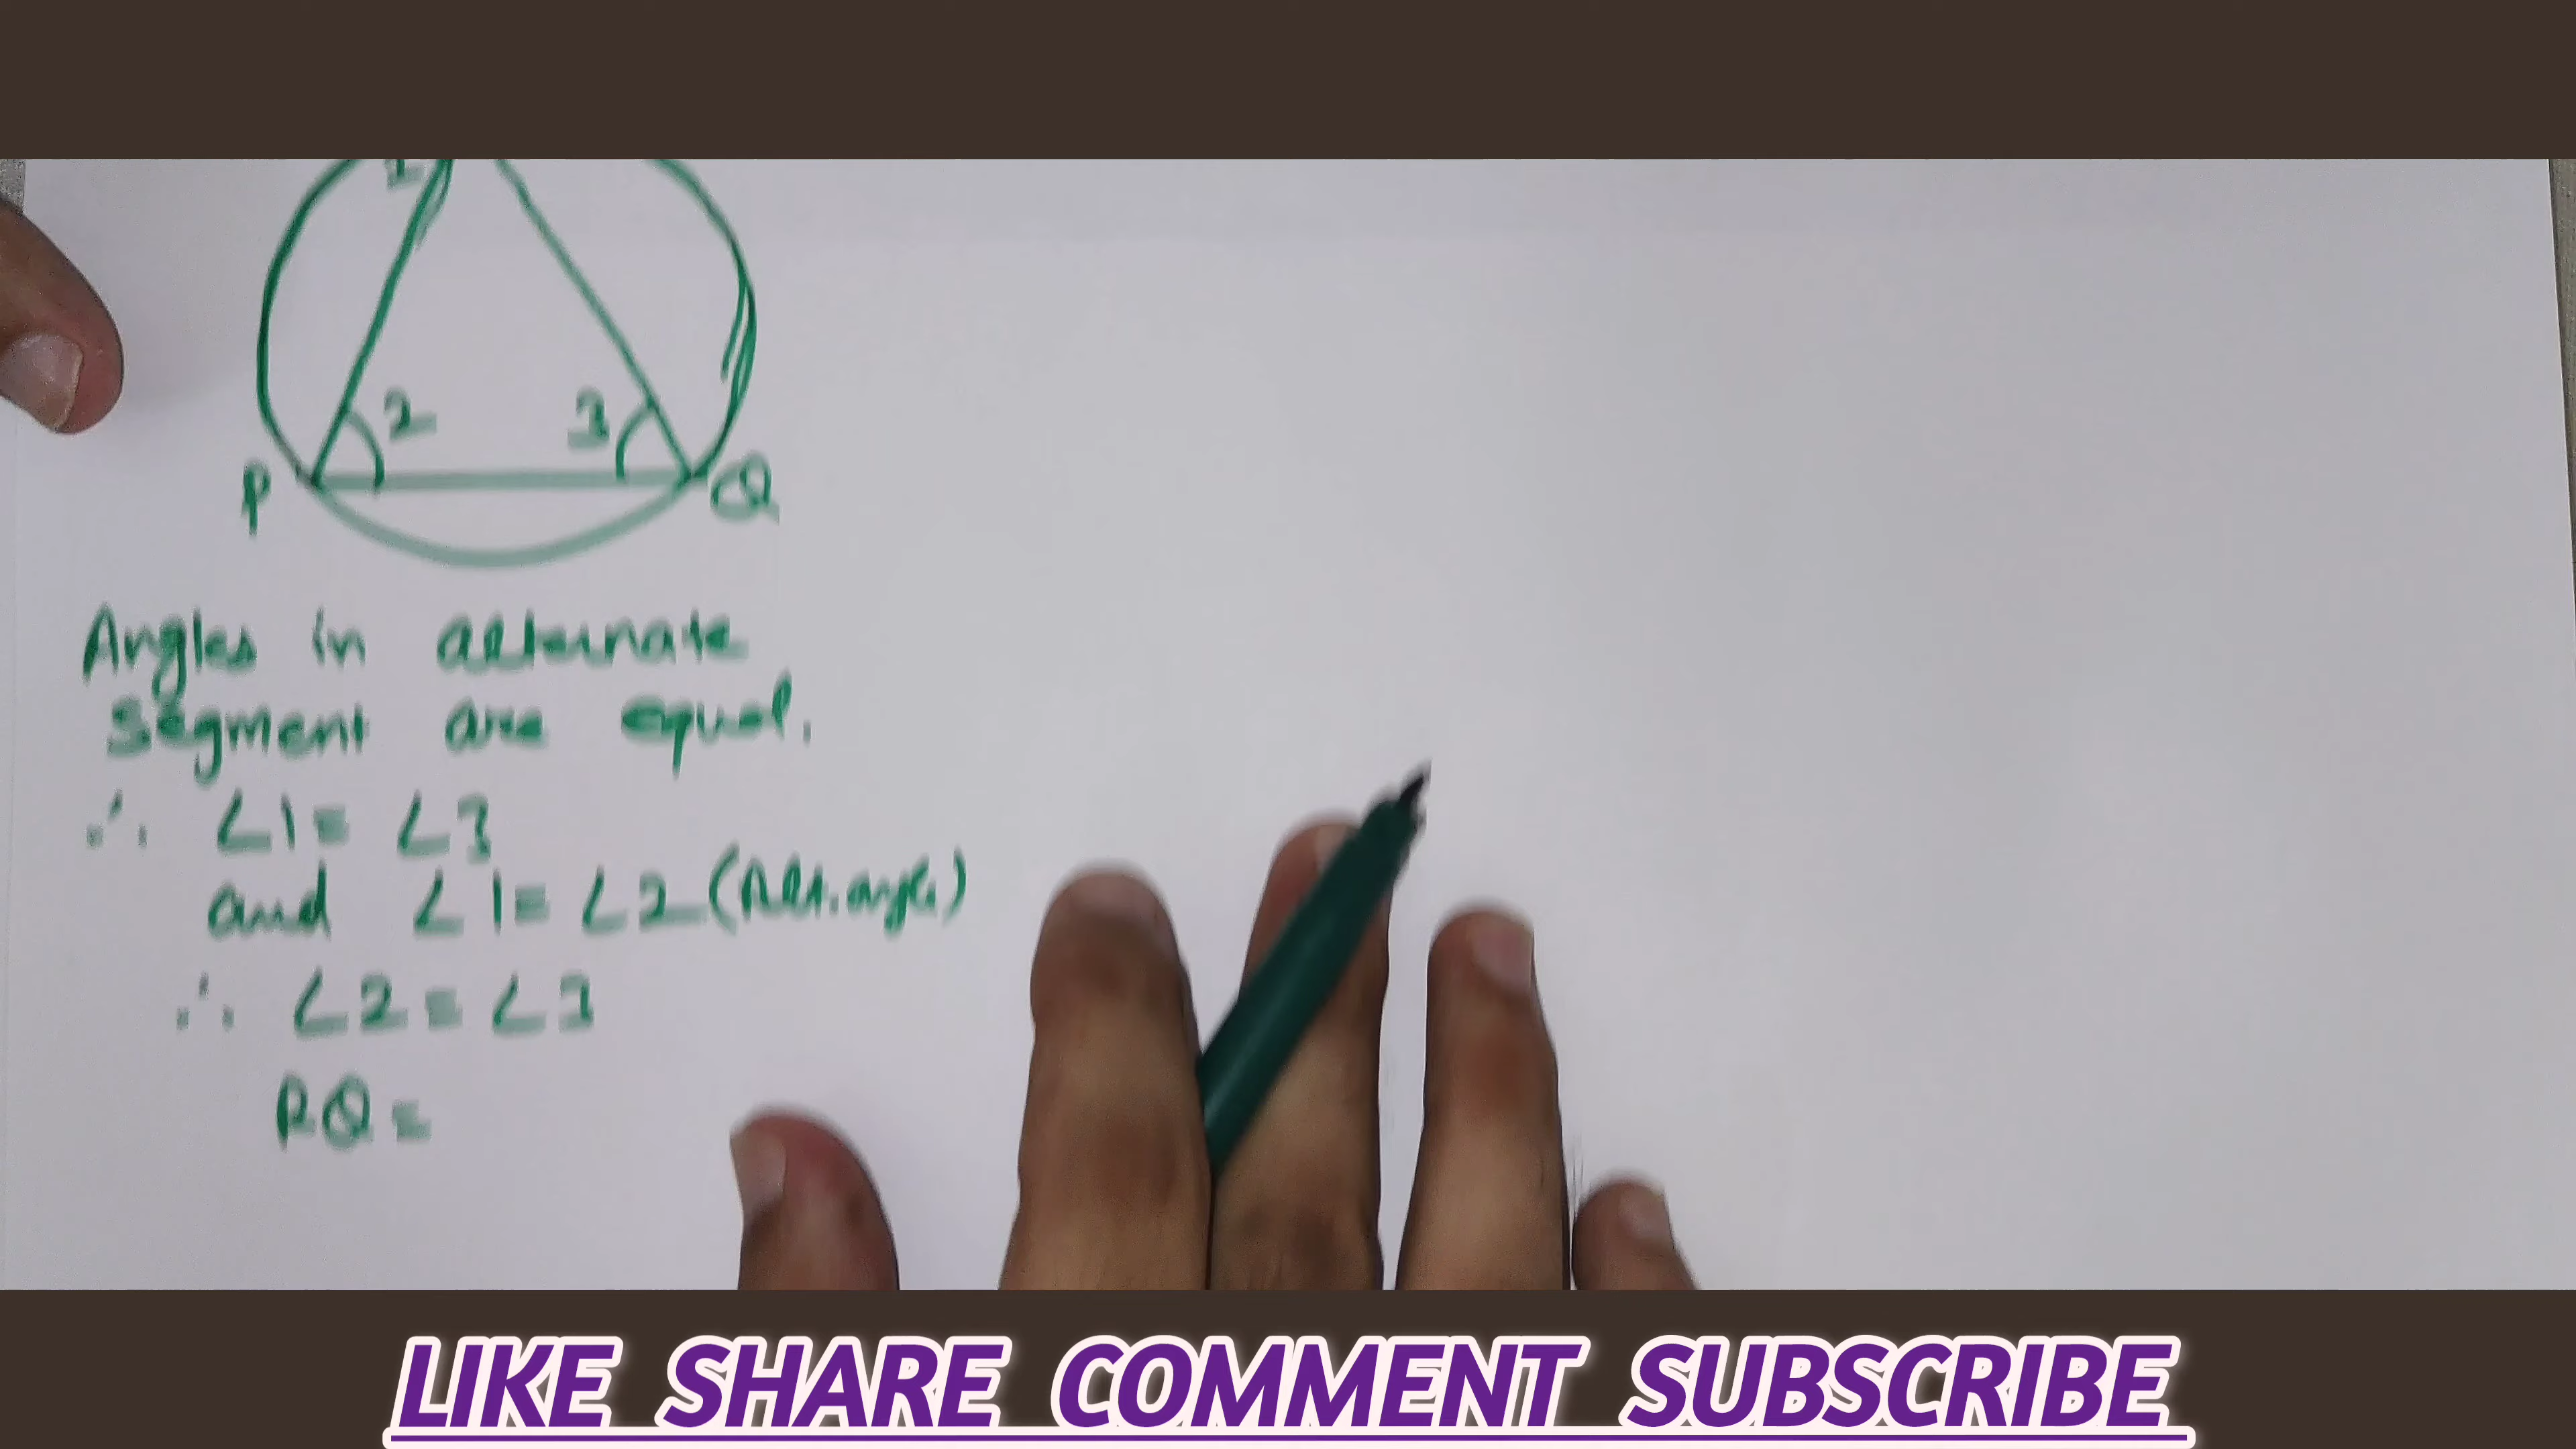 2 3
P Q
Angles in alternate
segment are equal.
∴ ∠1 = ∠3
and ∠1 = ∠2 (Alt. angle)
∴ ∠2 = ∠3
RQ =
LIKE SHARE COMMENT SUBSCRIBE